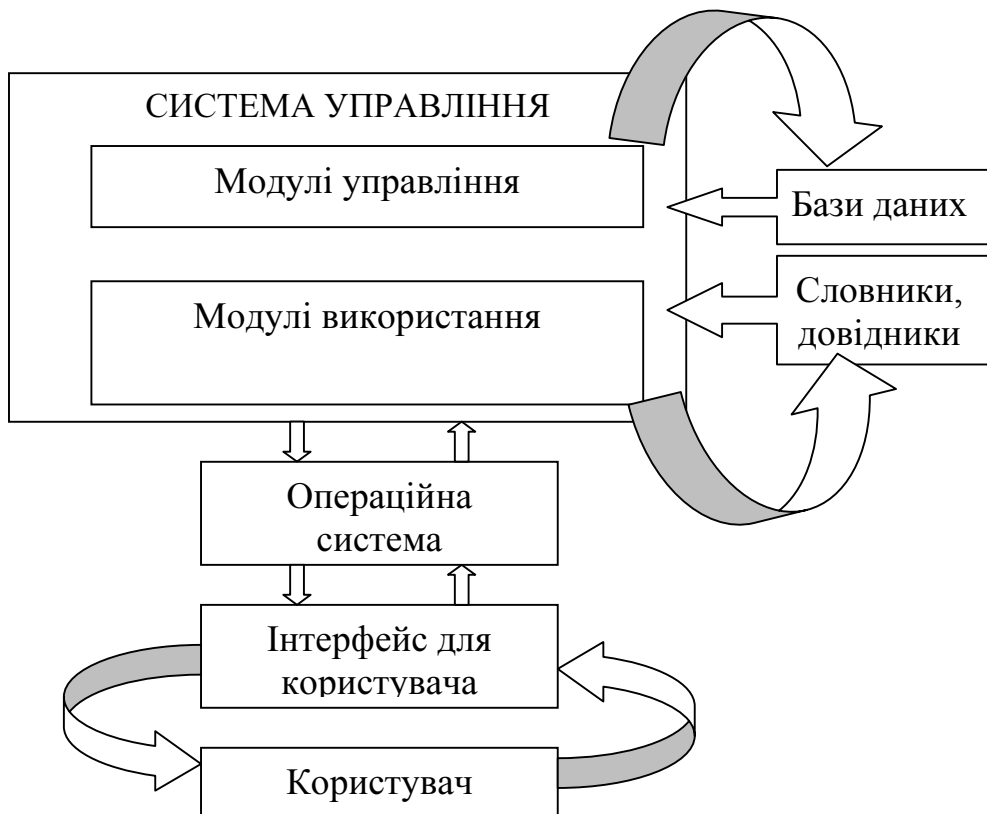 СИСТЕМА УПРАВЛІННЯ
Модулі управління
Бази даних
Модулі використання
Словники,
довідники
Операційна
система
Інтерфейс для
користувача
Користувач